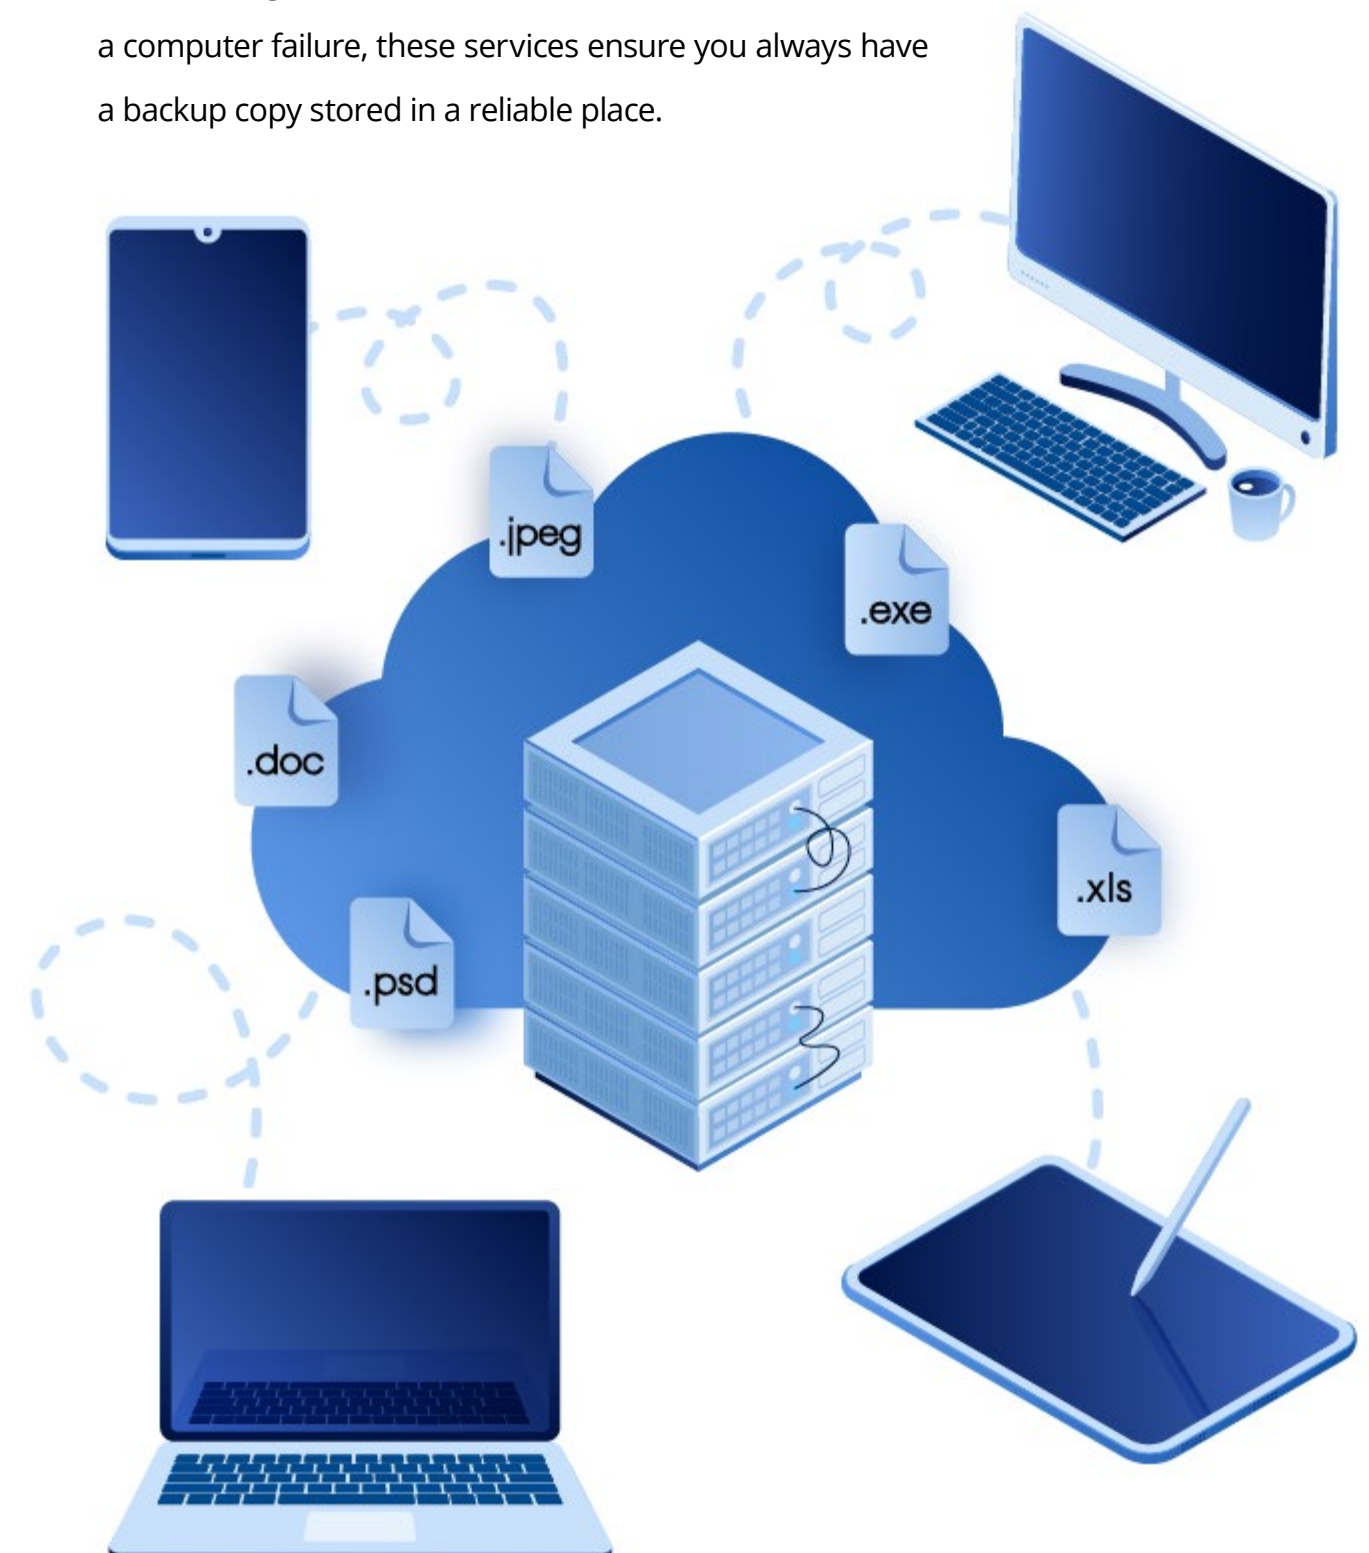 a computer failure, these services ensure you always have
a backup copy stored in a reliable place.
.jpeg
.exe
.doc
.xls
.psd